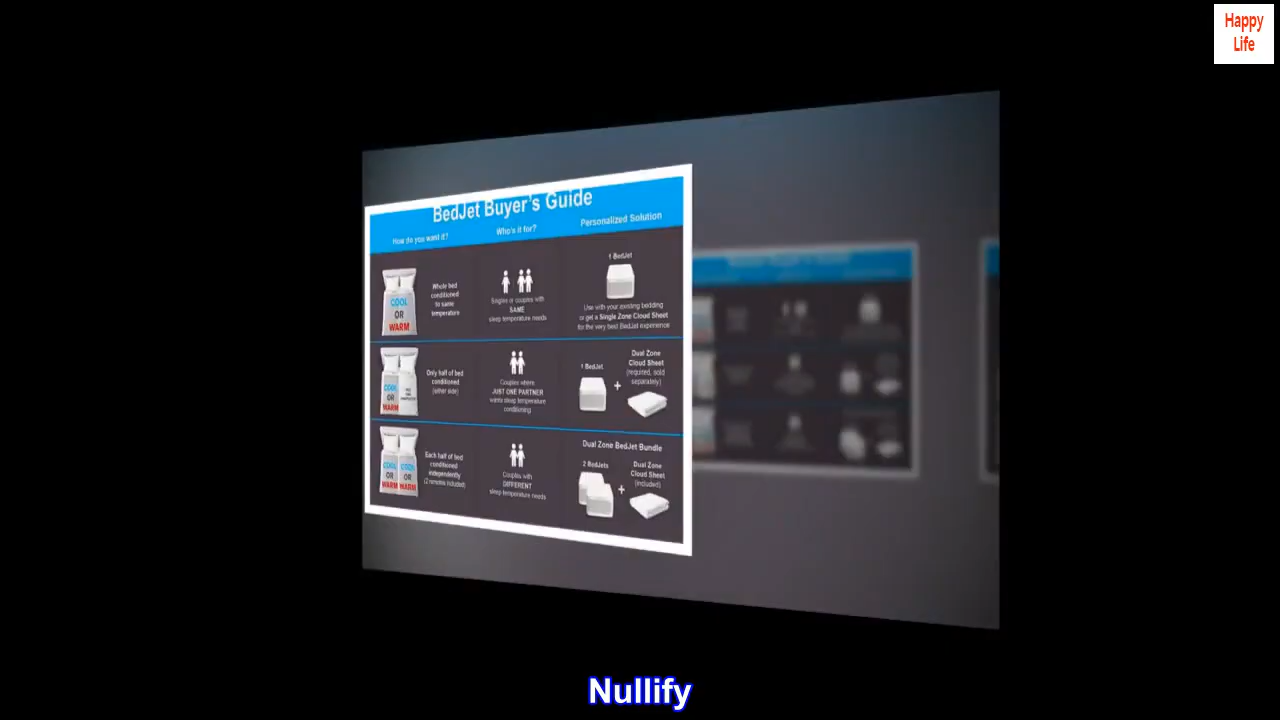 Happy
Life
BedJet Buyer's Guide
How do you want it?
Who's it for?
Personalized Solution
COOL
OR
WARM
Whole bed
conditioned
to same
temperature
Singles or couples with
SAME
sleep temperature needs
1 BedJet
Use with your existing bedding
or get a Single Zone Cloud Sheet
for the very best BedJet experience
COOL
OR
WARM
Only half of bed
conditioned
(either side)
Couples where
JUST ONE PARTNER
wants sleep temperature
conditioning
1 BedJet
+
Dual Zone
Cloud Sheet
(required, sold
separately)
COOL
OR
WARM
COOL
OR
WARM
Each half of bed
conditioned
independently
(2 remotes included)
Couples with
DIFFERENT
sleep temperature needs
Dual Zone BedJet Bundle
2 BedJets
+
Dual Zone
Cloud Sheet
(included)
Nullify